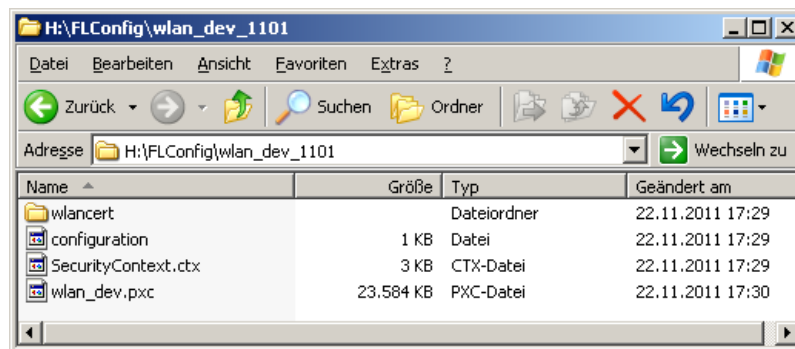 H:\FLConfig\wlan_dev_1101
Datei Bearbeiten Ansicht Favoriten Extras ?
Zurück Suchen Ordner
Adresse H:\FLConfig\wlan_dev_1101 Wechseln zu
Name Größe Typ Geändert am
wlancert Dateiordner 22.11.2011 17:29
configuration 1 KB Datei 22.11.2011 17:29
SecurityContext.ctx 3 KB CTX-Datei 22.11.2011 17:29
wlan_dev.pxc 23.584 KB PXC-Datei 22.11.2011 17:30